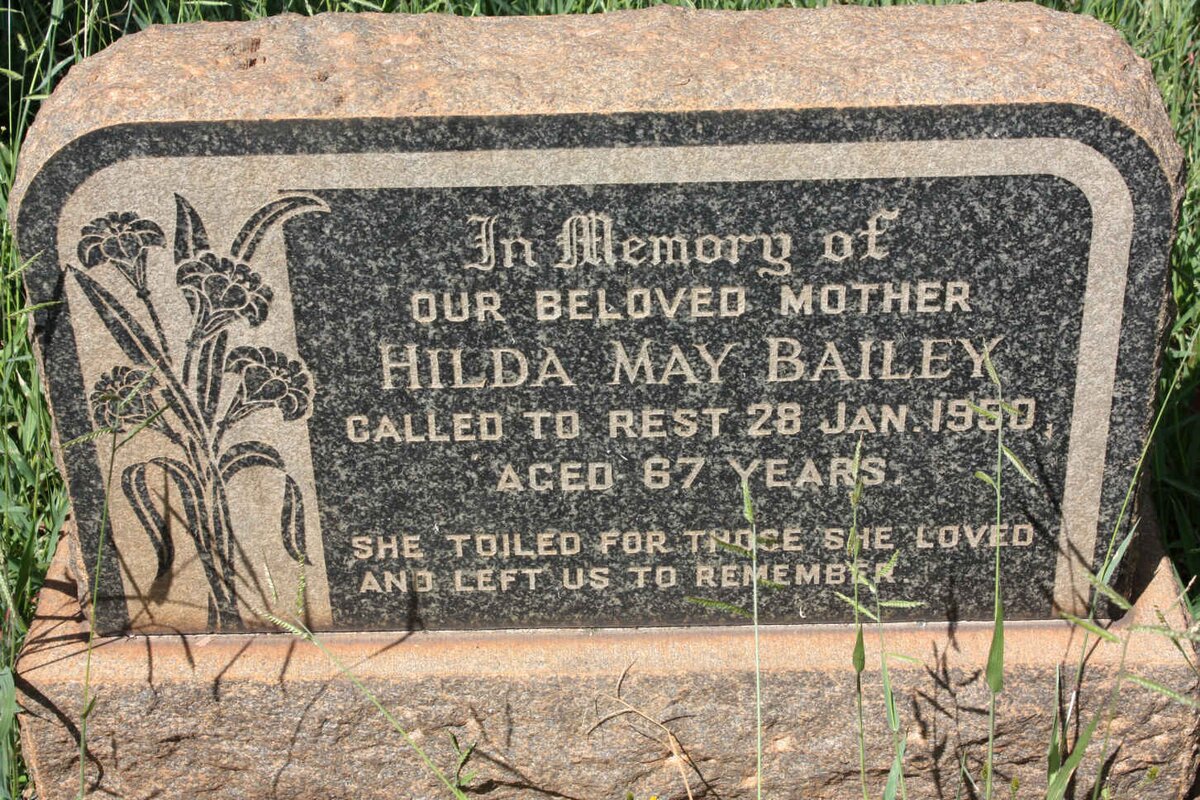 In Memory of
OUR BELOVED MOTHER
HILDA MAY BAILEY
CALLED TO REST 28 JAN. 1950,
AGED 67 YEARS.
SHE TOILED FOR THOSE SHE LOVED
AND LEFT US TO REMEMBER.